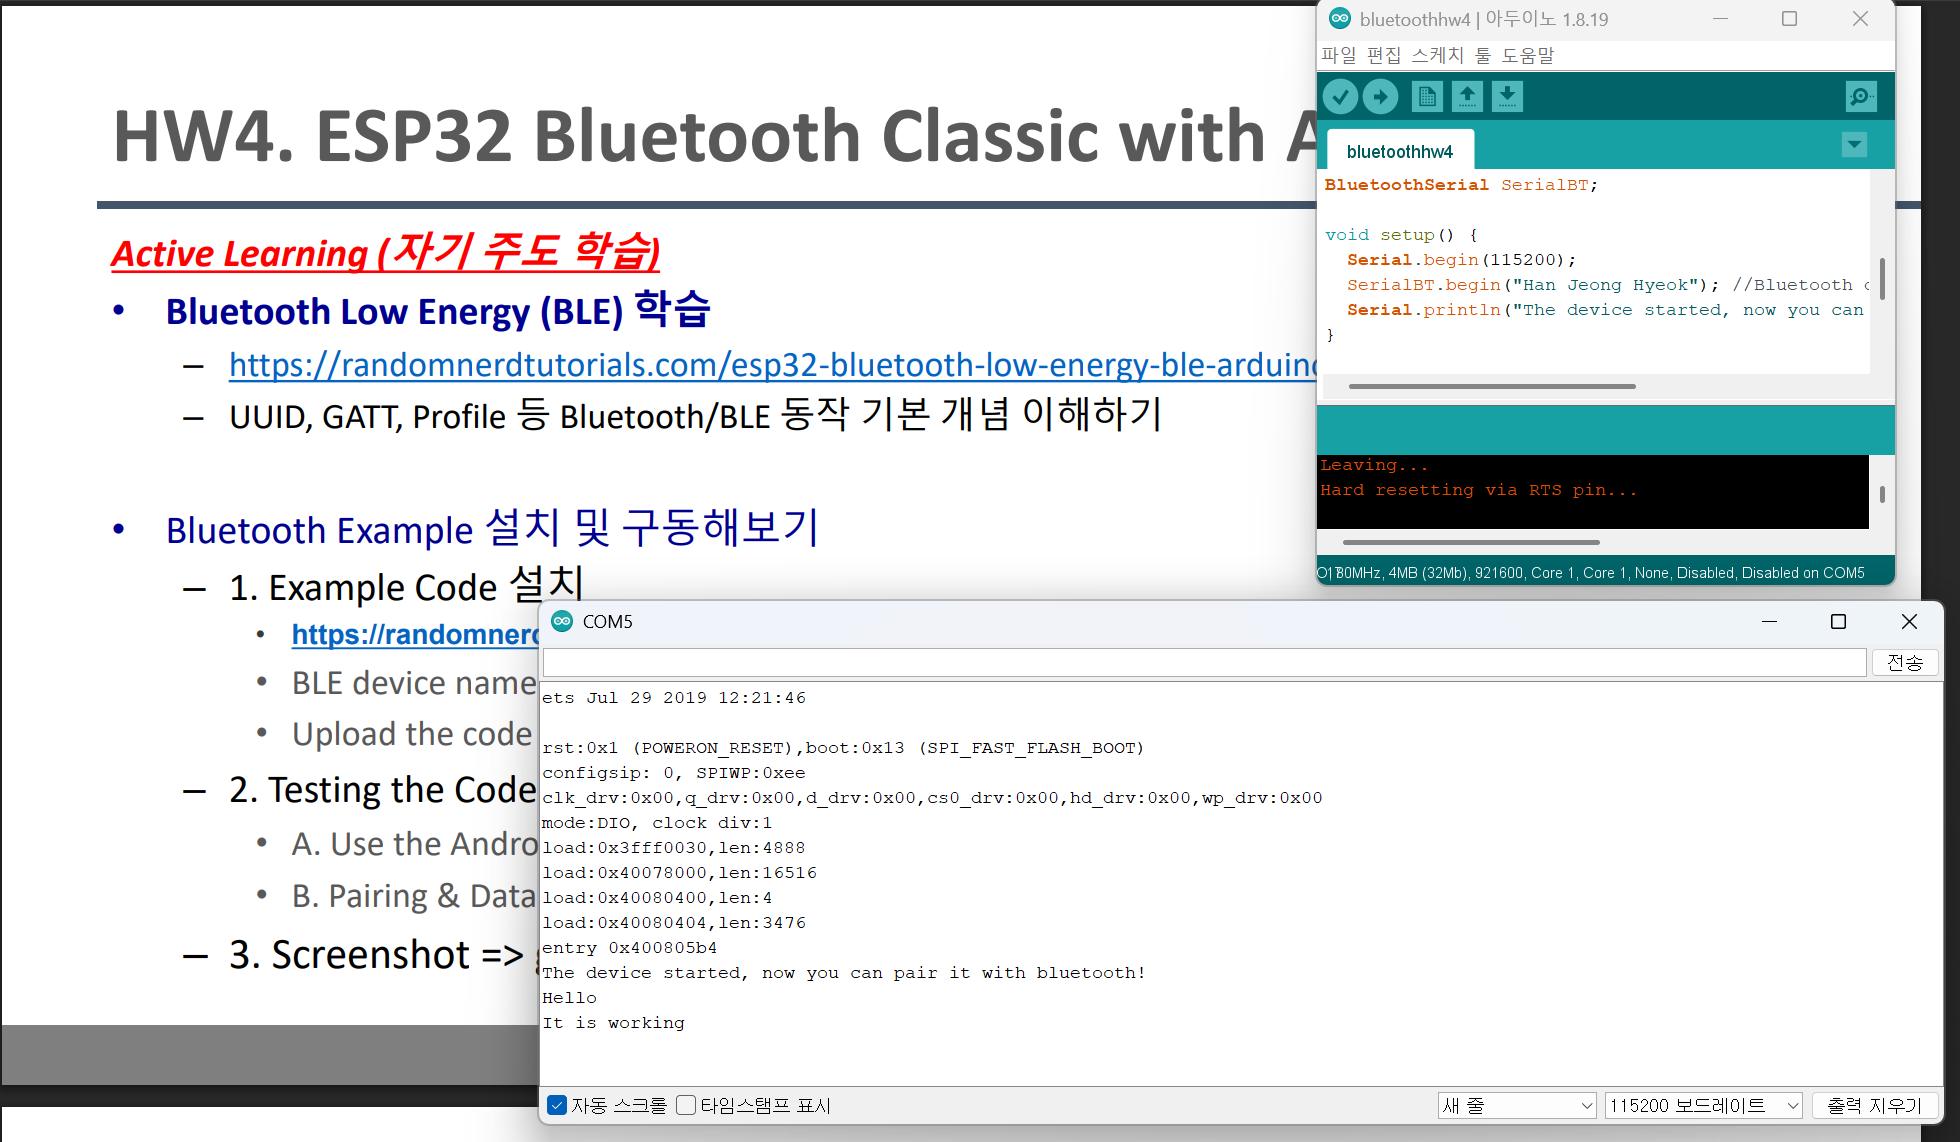 HW4. ESP32 Bluetooth Classic with
Active Learning (자기 주도 학습)
• Bluetooth Low Energy (BLE) 학습
– https://randomnerdtutorials.com/esp32-bluetooth-low-energy-ble-arduino
– UUID, GATT, Profile 등 Bluetooth/BLE 동작 기본 개념 이해하기
• Bluetooth Example 설치 및 구동해보기
– 1. Example Code 설치
• https://randomnerd
• BLE device name
• Upload the code
– 2. Testing the Code
• A. Use the Andro
• B. Pairing & Data
– 3. Screenshot =>
bluetoothhw4 | 아두이노 1.8.19
파일 편집 스케치 툴 도움말
bluetoothhw4
BluetoothSerial SerialBT;
void setup() {
Serial.begin(115200);
SerialBT.begin("Han Jeong Hyeok"); //Bluetooth
Serial.println("The device started, now you can
}
Leaving...
Hard resetting via RTS pin...
80MHz, 4MB (32Mb), 921600, Core 1, Core 1, None, Disabled, Disabled on COM5
COM5
전송
ets Jul 29 2019 12:21:46
rst:0x1 (POWERON_RESET),boot:0x13 (SPI_FAST_FLASH_BOOT)
configsip: 0, SPIWP:0xee
clk_drv:0x00,q_drv:0x00,d_drv:0x00,cs0_drv:0x00,hd_drv:0x00,wp_drv:0x00
mode:DIO, clock div:1
load:0x3fff0030,len:4888
load:0x40078000,len:16516
load:0x40080400,len:4
load:0x40080404,len:3476
entry 0x400805b4
The device started, now you can pair it with bluetooth!
Hello
It is working
자동 스크롤 타임스탬프 표시 새 줄 115200 보드레이트 출력 지우기